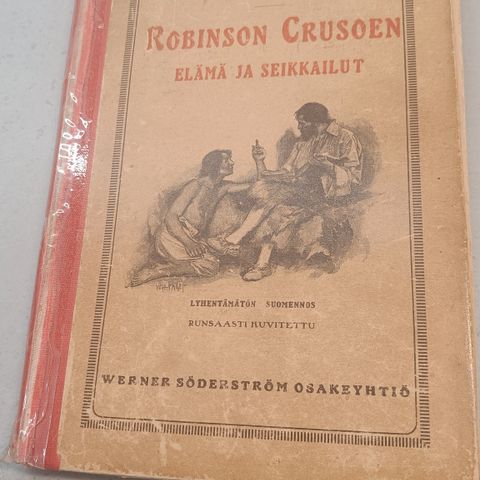 ROBINSON CRUSOEN
ELÄMÄ JA SEIKKAILUT
LYHENTÄMÄTÖN SUOMENNOS
RUNSAASTI KUVITETTU
WERNER SÖDERSTRÖM OSAKEYHTIÖ